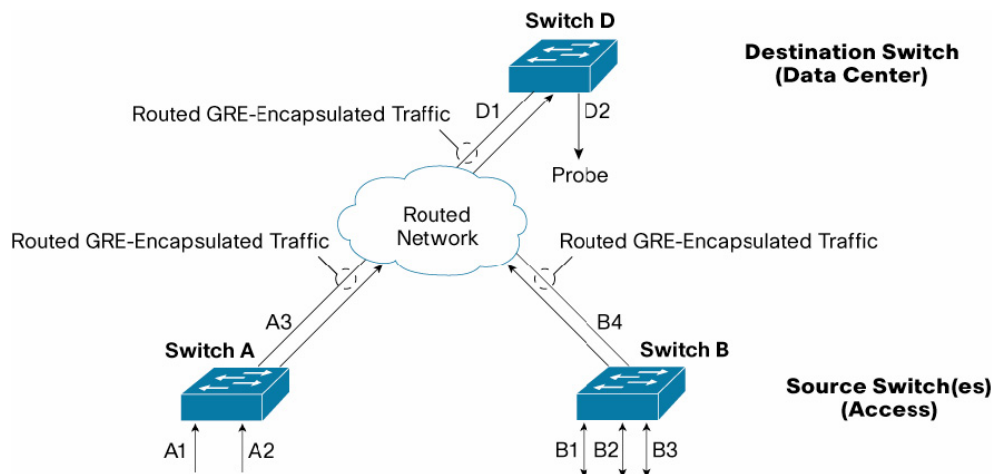 Switch D
Destination Switch
(Data Center)
Routed GRE-Encapsulated Traffic
D1
D2
Probe
Routed
Network
Routed GRE-Encapsulated Traffic
Routed GRE-Encapsulated Traffic
A3
B4
Switch A
Switch B
Source Switch(es)
(Access)
A1
A2
B1
B2
B3